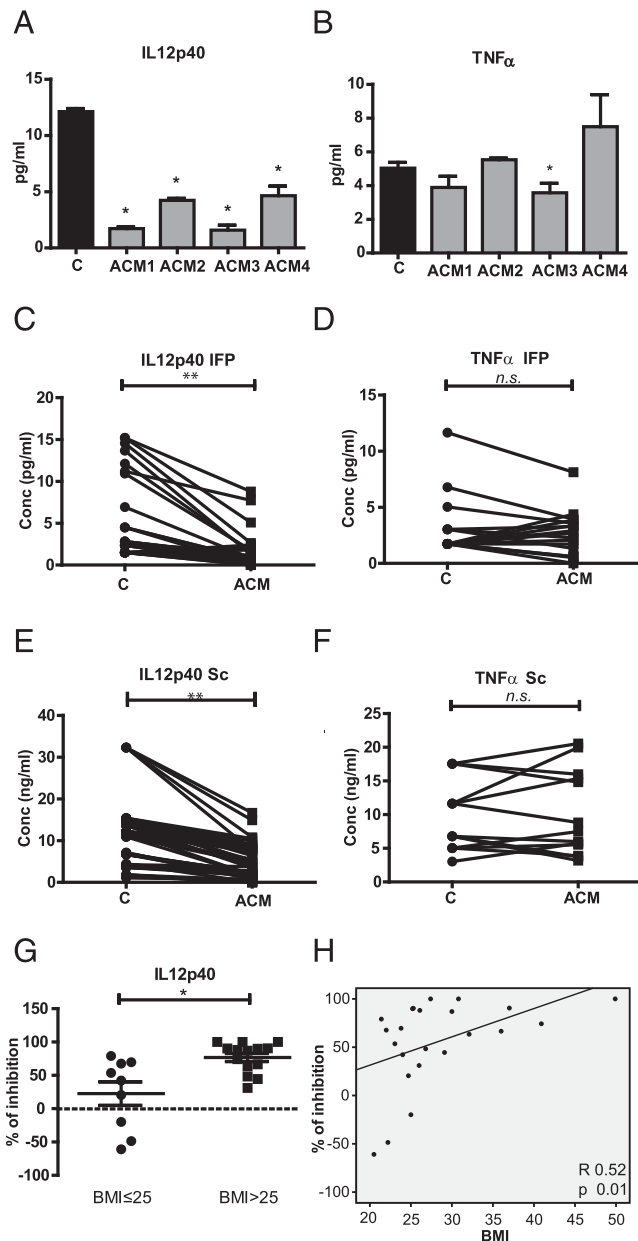 A
B
IL12p40
TNFα
15
10
5
0
pg/ml
*
*
*
*
C
ACM1
ACM2
ACM3
ACM4
10
8
6
4
2
0
pg/ml
*
C
ACM1
ACM2
ACM3
ACM4
C
D
IL12p40 IFP
**
TNFα IFP
n.s.
20
15
10
5
0
Conc (pg/ml)
C
ACM
15
10
5
0
Conc (pg/ml)
C
ACM
E
F
IL12p40 Sc
**
TNFα Sc
n.s.
40
30
20
10
0
Conc (ng/ml)
C
ACM
25
20
15
10
5
0
Conc (ng/ml)
C
ACM
G
H
IL12p40
*
150
100
50
0
-50
-100
% of inhibition
BMI≤25
BMI>25
100
50
0
-50
-100
% of inhibition
R 0.52
p 0.01
20
25
30
35
40
45
50
BMI